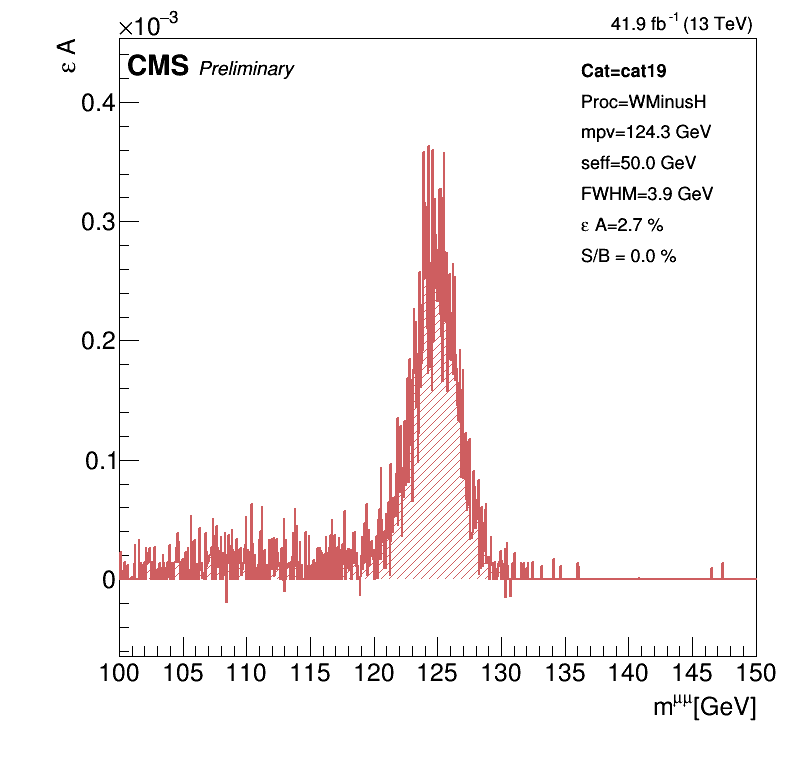 ×10⁻³
41.9 fb⁻¹ (13 TeV)
ε A
CMS Preliminary
Cat=cat19
Proc=WMinusH
mpv=124.3 GeV
seff=50.0 GeV
FWHM=3.9 GeV
ε A=2.7 %
S/B = 0.0 %
0.4
0.3
0.2
0.1
0
100 105 110 115 120 125 130 135 140 145 150
m^μμ[GeV]